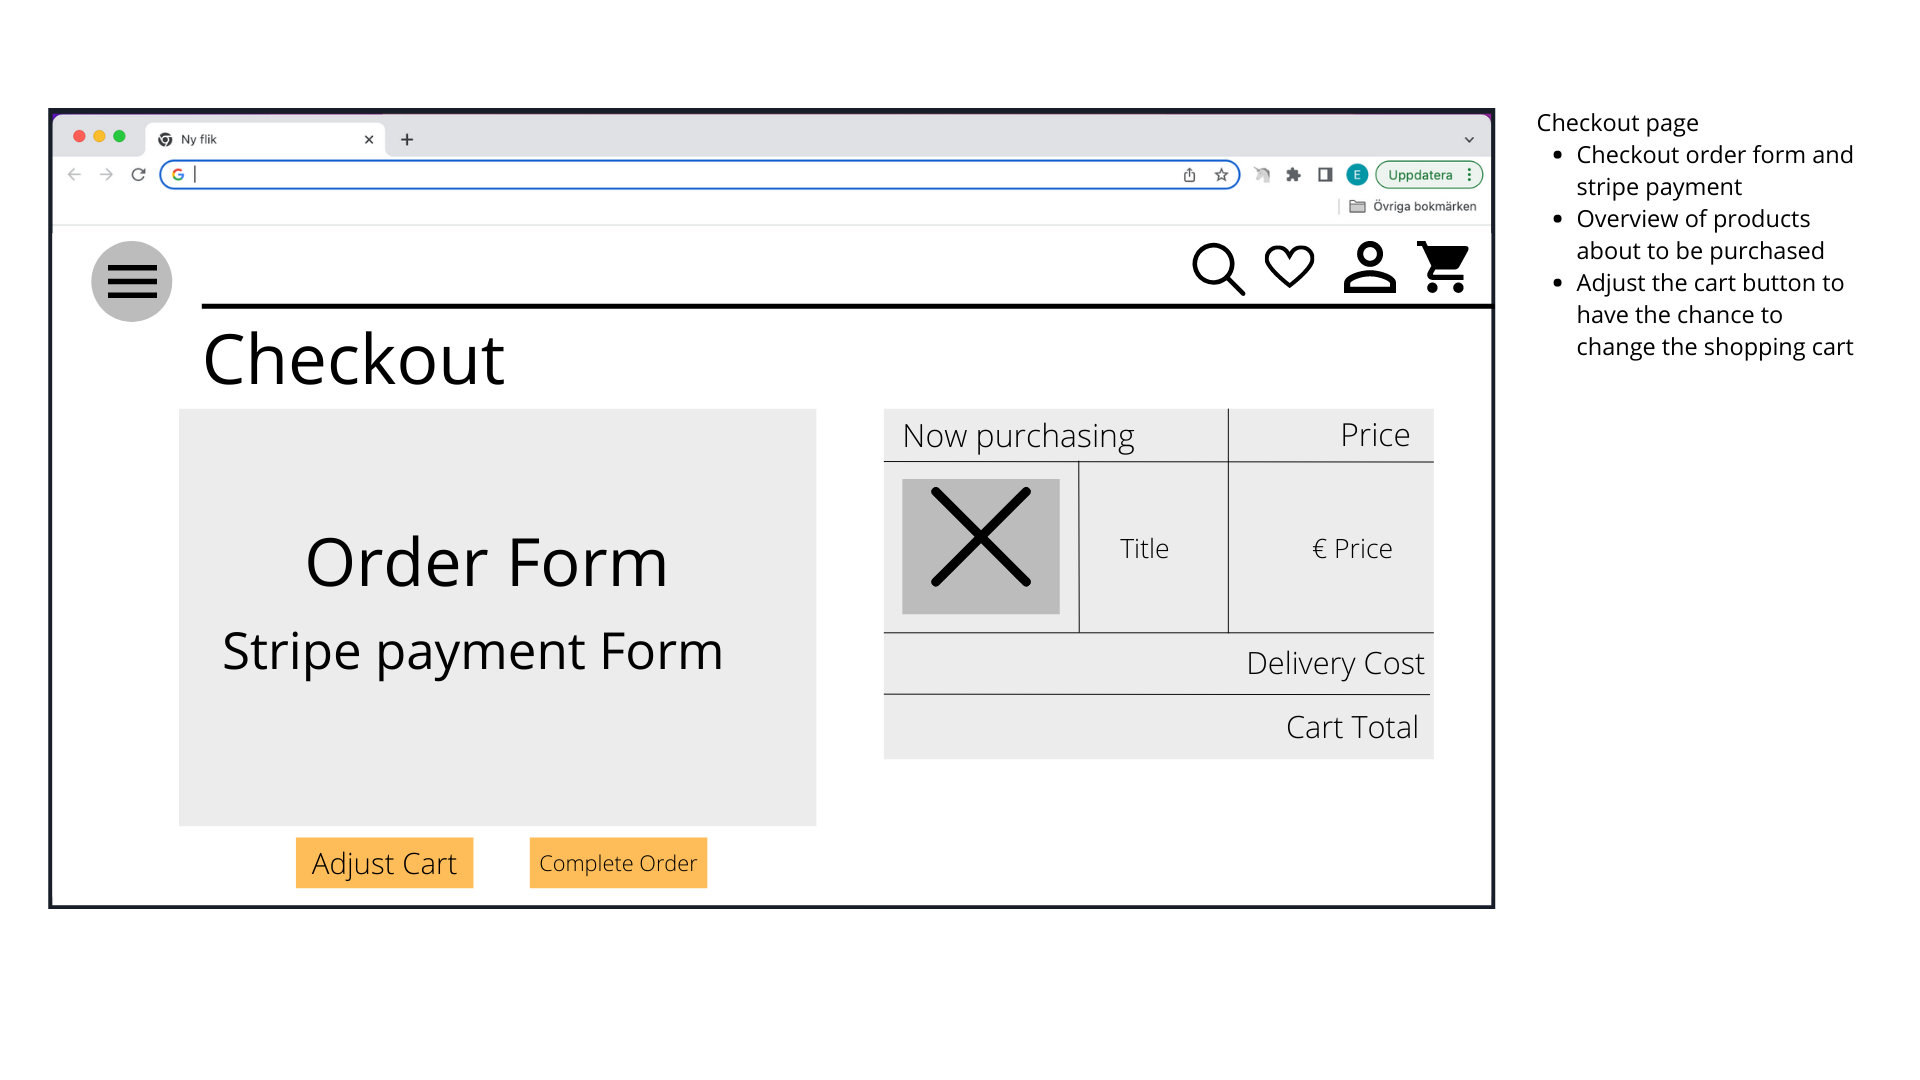 Ny flik
E
Uppdatera
Övriga bokmärken
Checkout
Order Form
Stripe payment Form
Adjust Cart
Complete Order
Now purchasing
Price
Title
€ Price
Delivery Cost
Cart Total
Checkout page
• Checkout order form and
stripe payment
• Overview of products
about to be purchased
• Adjust the cart button to
have the chance to
change the shopping cart